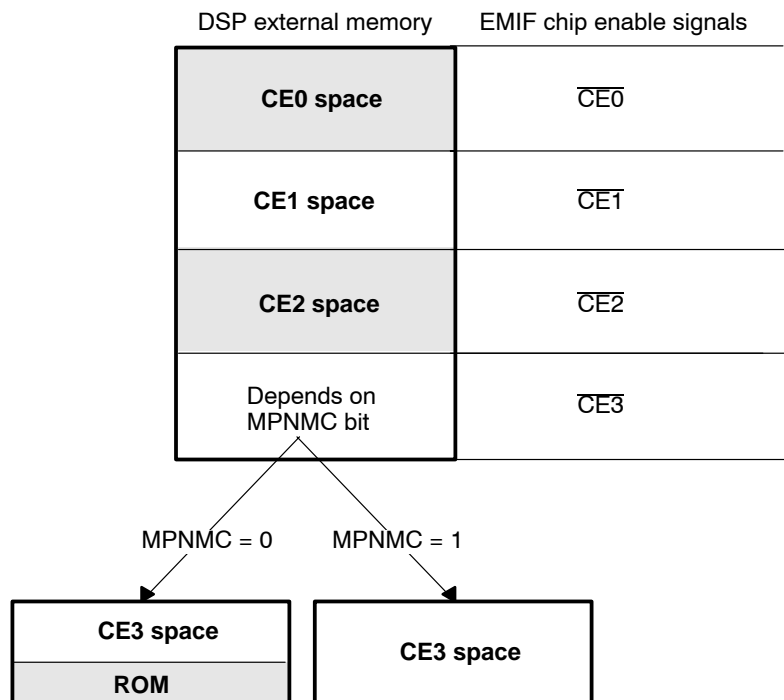 DSP external memory EMIF chip enable signals
CE0 space CE0
CE1 space CE1
CE2 space CE2
Depends on
MPNMC bit
CE3
MPNMC = 0 MPNMC = 1
CE3 space
ROM
CE3 space